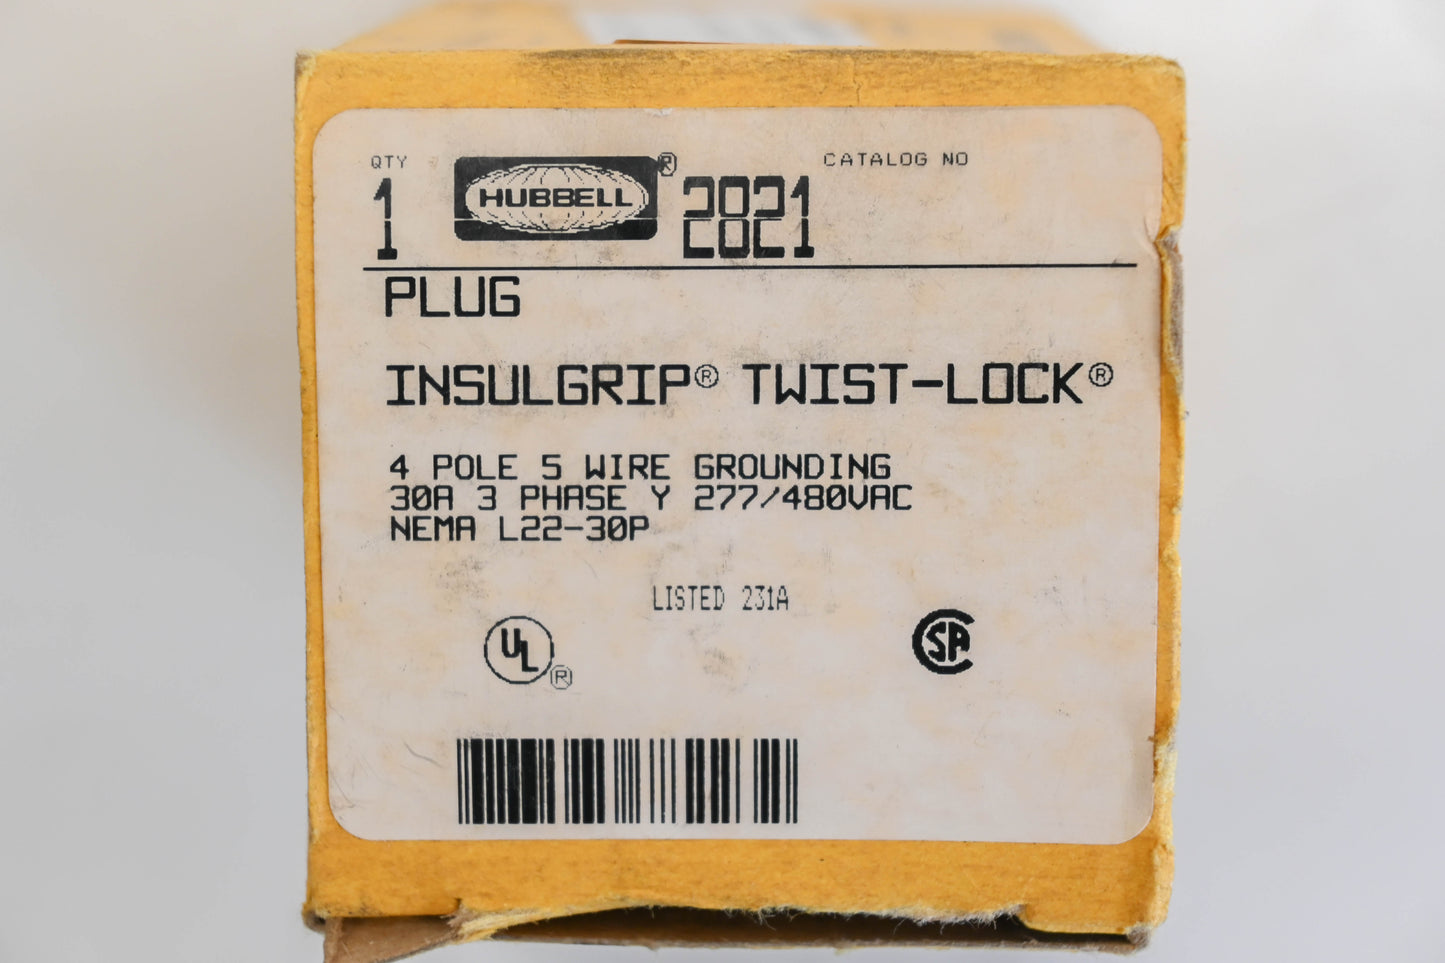 QTY
1
HUBBELL®
CATALOG NO
2821
PLUG
INSULGRIP® TWIST-LOCK®
4 POLE 5 WIRE GROUNDING
30A 3 PHASE Y 277/480VAC
NEMA L22-30P
LISTED 231A
UL®
CSA